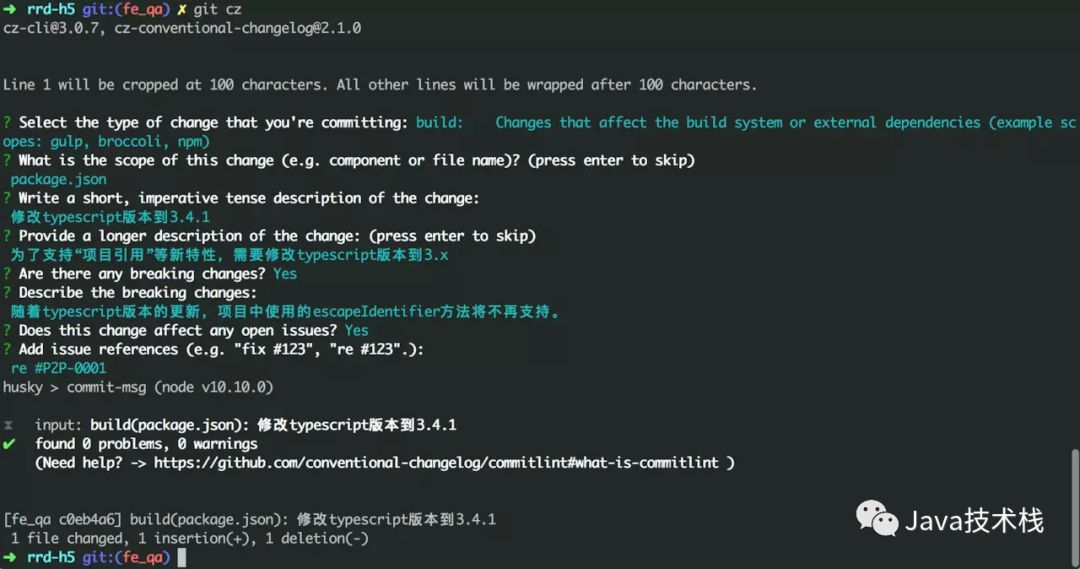 ➜ rrd-h5 git:(fe_qa) ✗ git cz
cz-cli@3.0.7, cz-conventional-changelog@2.1.0
Line 1 will be cropped at 100 characters. All other lines will be wrapped after 100 characters.
? Select the type of change that you're committing: build: Changes that affect the build system or external dependencies (example sc
opes: gulp, broccoli, npm)
? What is the scope of this change (e.g. component or file name)? (press enter to skip)
package.json
? Write a short, imperative tense description of the change:
修改typescript版本到3.4.1
? Provide a longer description of the change: (press enter to skip)
为了支持“项目引用”等新特性，需要修改typescript版本到3.x
? Are there any breaking changes? Yes
? Describe the breaking changes:
随着typescript版本的更新，项目中使用的escapeIdentifier方法将不再支持。
? Does this change affect any open issues? Yes
? Add issue references (e.g. "fix #123", "re #123".):
re #P2P-0001
husky > commit-msg (node v10.10.0)
⧗ input: build(package.json): 修改typescript版本到3.4.1
✔ found 0 problems, 0 warnings
(Need help? -> https://github.com/conventional-changelog/commitlint#what-is-commitlint )
[fe_qa c0eb4a6] build(package.json): 修改typescript版本到3.4.1
1 file changed, 1 insertion(+), 1 deletion(-)
➜ rrd-h5 git:(fe_qa)
Java技术栈